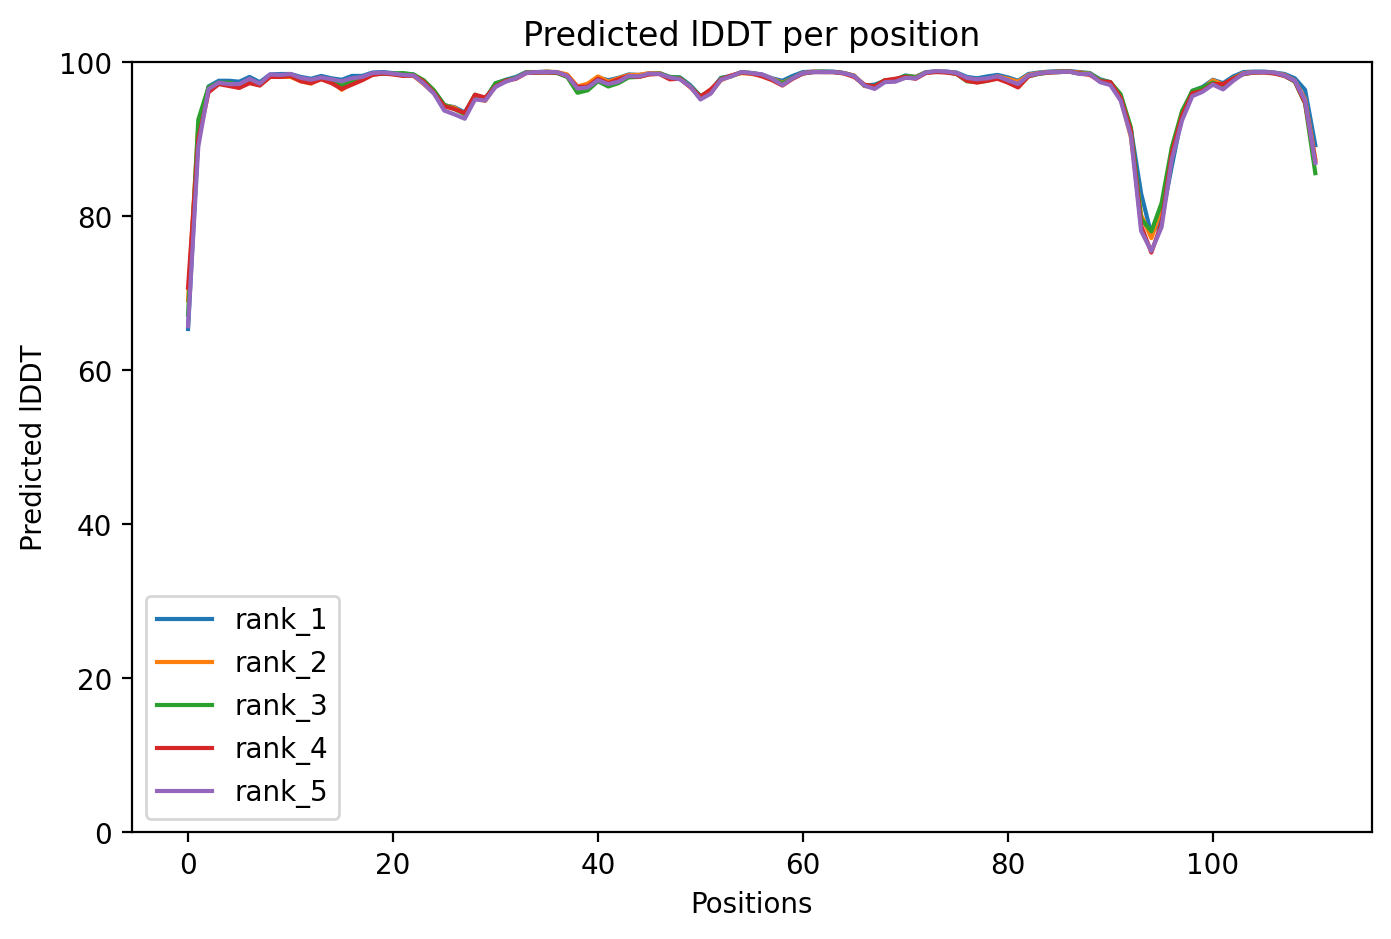 Predicted lDDT per position
100
80
60
40
20
0
Predicted lDDT
rank_1
rank_2
rank_3
rank_4
rank_5
0 20 40 60 80 100
Positions